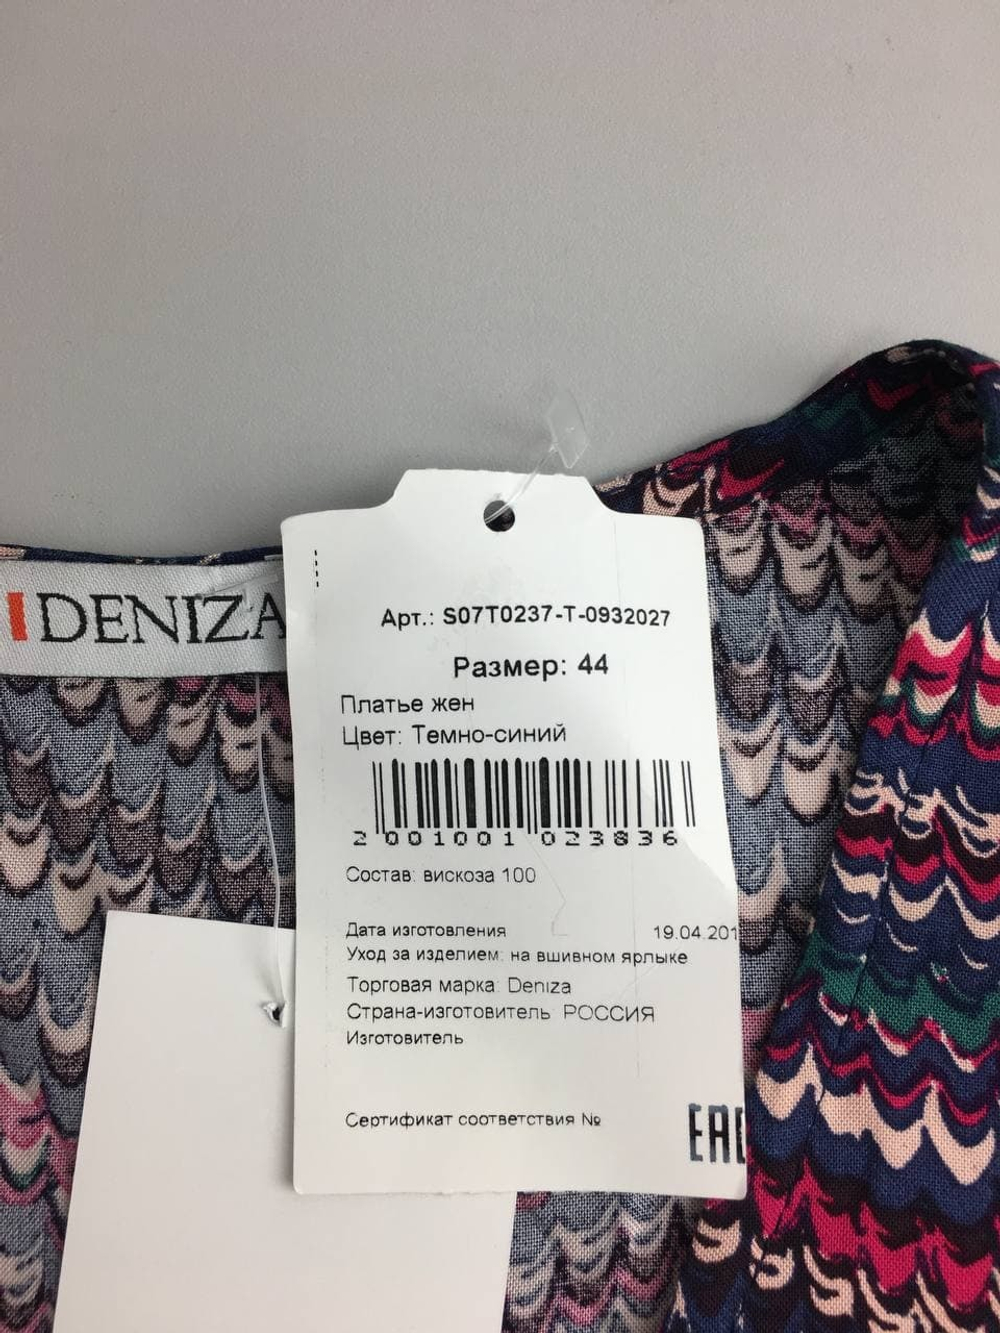 DENIZA
Арт.: S07T0237-T-0932027
Размер: 44
Платье жен
Цвет: Темно-синий
2 001001 023836
Состав: вискоза 100
Дата изготовления 19.04.201
Уход за изделием: на вшивном ярлыке
Торговая марка: Deniza
Страна-изготовитель РОССИЯ
Изготовитель
Сертификат соответствия №
EAC